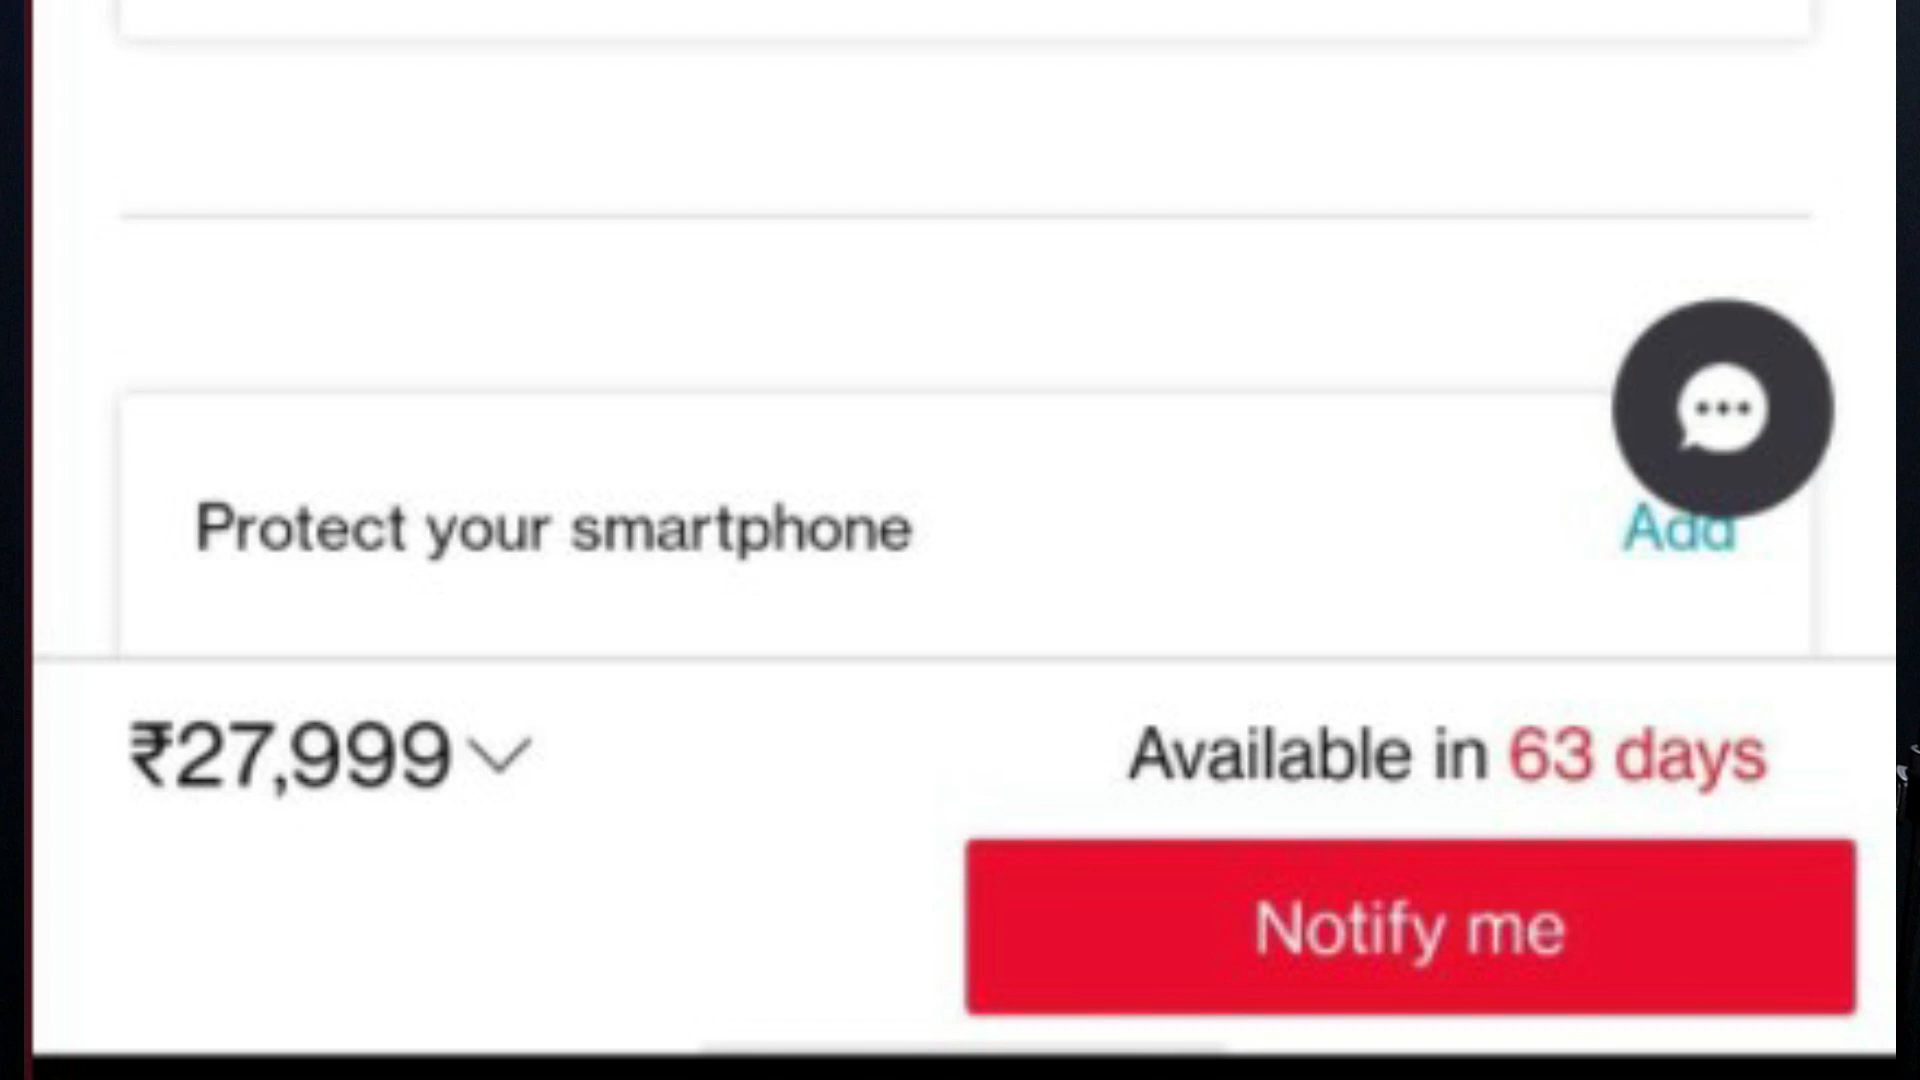 Protect your smartphone Add
₹27,999 Available in 63 days
Notify me